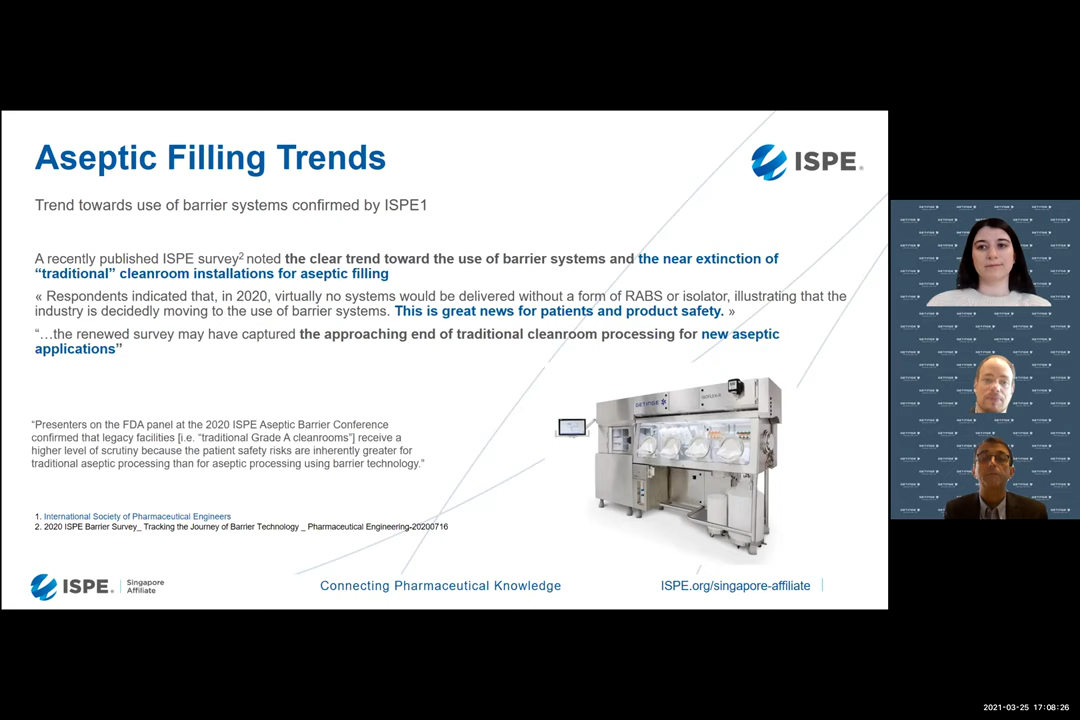 Aseptic Filling Trends
ISPE®
Trend towards use of barrier systems confirmed by ISPE1
A recently published ISPE survey2 noted the clear trend toward the use of barrier systems and the near extinction of
“traditional” cleanroom installations for aseptic filling
« Respondents indicated that, in 2020, virtually no systems would be delivered without a form of RABS or isolator, illustrating that the
industry is decidedly moving to the use of barrier systems. This is great news for patients and product safety. »
“…the renewed survey may have captured the approaching end of traditional cleanroom processing for new aseptic
applications”
GETINGE
“Presenters on the FDA panel at the 2020 ISPE Aseptic Barrier Conference
confirmed that legacy facilities [i.e. “traditional Grade A cleanrooms”] receive a
higher level of scrutiny because the patient safety risks are inherently greater for
traditional aseptic processing than for aseptic processing using barrier technology.”
1. International Society of Pharmaceutical Engineers
2. 2020 ISPE Barrier Survey_ Tracking the Journey of Barrier Technology _ Pharmaceutical Engineering-20200716
ISPE®
Singapore
Affiliate
Connecting Pharmaceutical Knowledge
ISPE.org/singapore-affiliate
2021-03-25 17:08:26